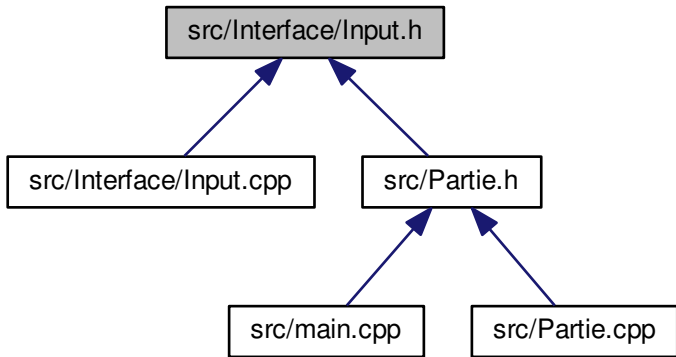 src/Interface/Input.h
src/Interface/Input.cpp
src/Partie.h
src/main.cpp
src/Partie.cpp